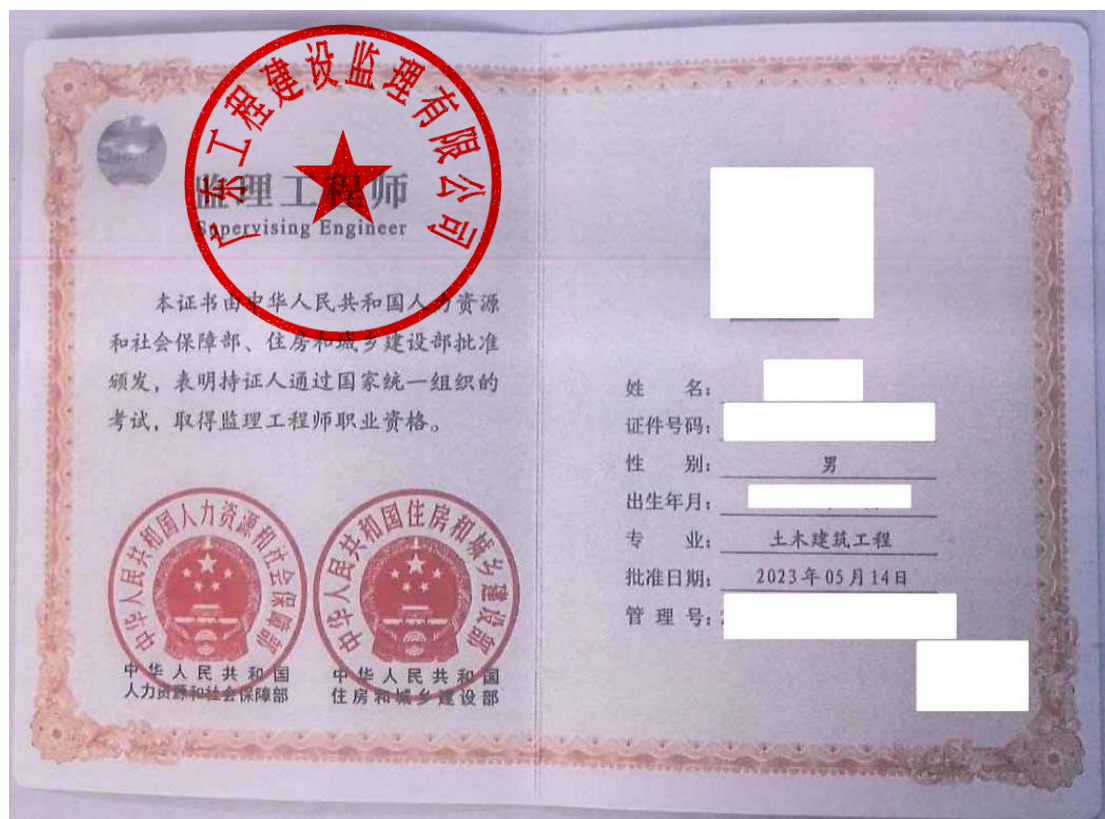 广东工程建设监理有限公司
监理工程师
Supervising Engineer
本证书由中华人民共和国人力资源
和社会保障部、住房和城乡建设部批准
颁发，表明持证人通过国家统一组织的
考试，取得监理工程师职业资格。
中华人民共和国人力资源和社会保障部
中华人民共和国住房和城乡建设部
中华人民共和国
人力资源和社会保障部
中华人民共和国
住房和城乡建设部
姓 名：
证件号码：
性 别： 男
出生年月：
专 业： 土木建筑工程
批准日期： 2023年05月14日
管 理 号：